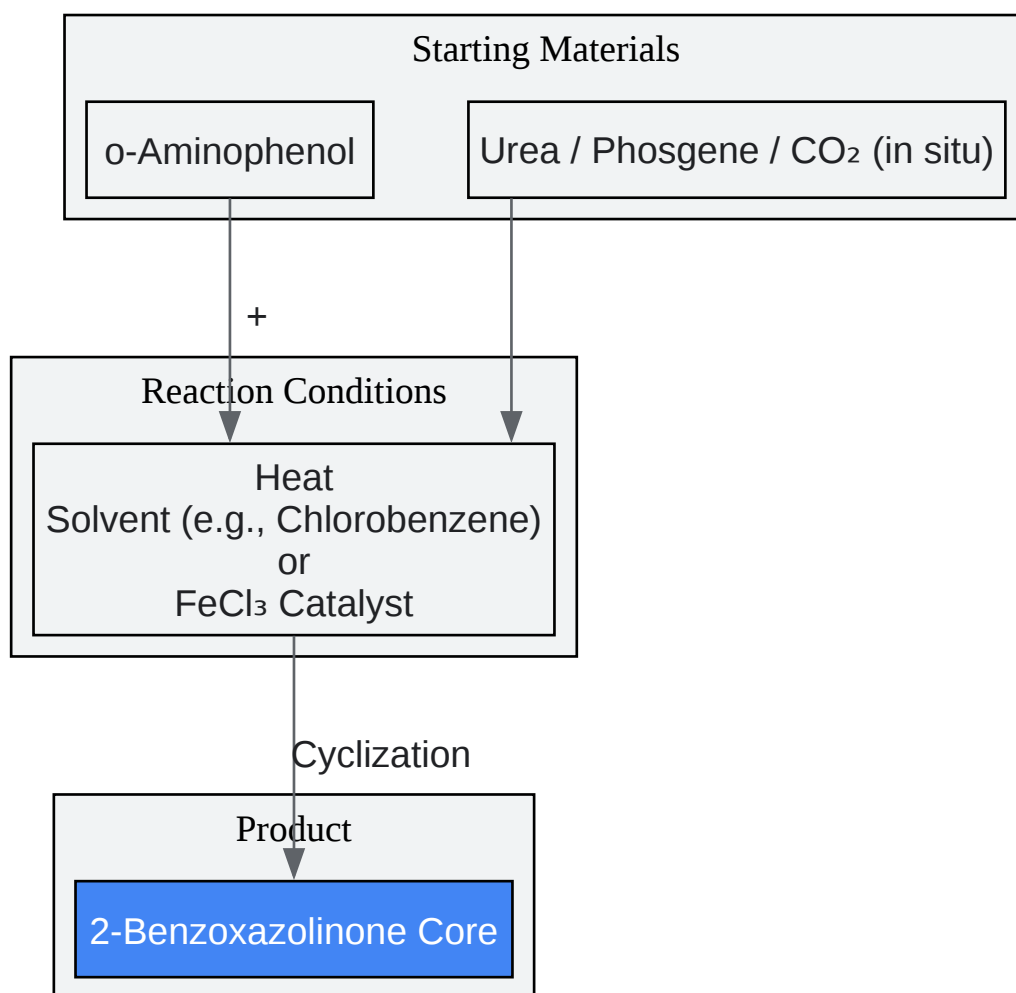 Starting Materials
o-Aminophenol
Urea / Phosgene / CO₂ (in situ)
+
Reaction Conditions
Heat
Solvent (e.g., Chlorobenzene)
or
FeCl₃ Catalyst
Cyclization
Product
2-Benzoxazolinone Core